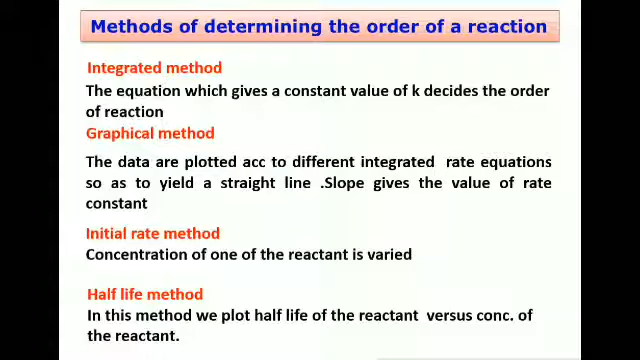 Methods of determining the order of a reaction
Integrated method
The equation which gives a constant value of k decides the order
of reaction
Graphical method
The data are plotted acc to different integrated rate equations
so as to yield a straight line .Slope gives the value of rate
constant
Initial rate method
Concentration of one of the reactant is varied
Half life method
In this method we plot half life of the reactant versus conc. of
the reactant.